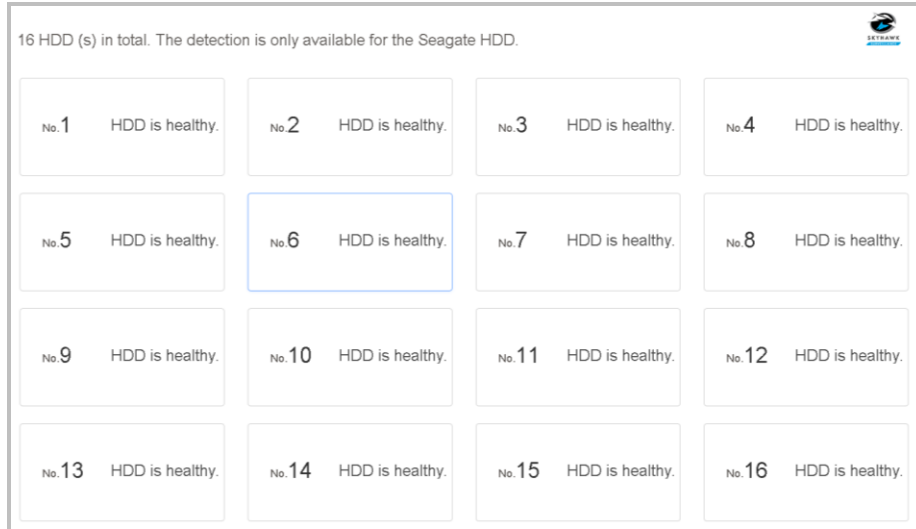 16 HDD (s) in total. The detection is only available for the Seagate HDD.
SKYHAWK
No.1 HDD is healthy.
No.2 HDD is healthy.
No.3 HDD is healthy.
No.4 HDD is healthy.
No.5 HDD is healthy.
No.6 HDD is healthy.
No.7 HDD is healthy.
No.8 HDD is healthy.
No.9 HDD is healthy.
No.10 HDD is healthy.
No.11 HDD is healthy.
No.12 HDD is healthy.
No.13 HDD is healthy.
No.14 HDD is healthy.
No.15 HDD is healthy.
No.16 HDD is healthy.